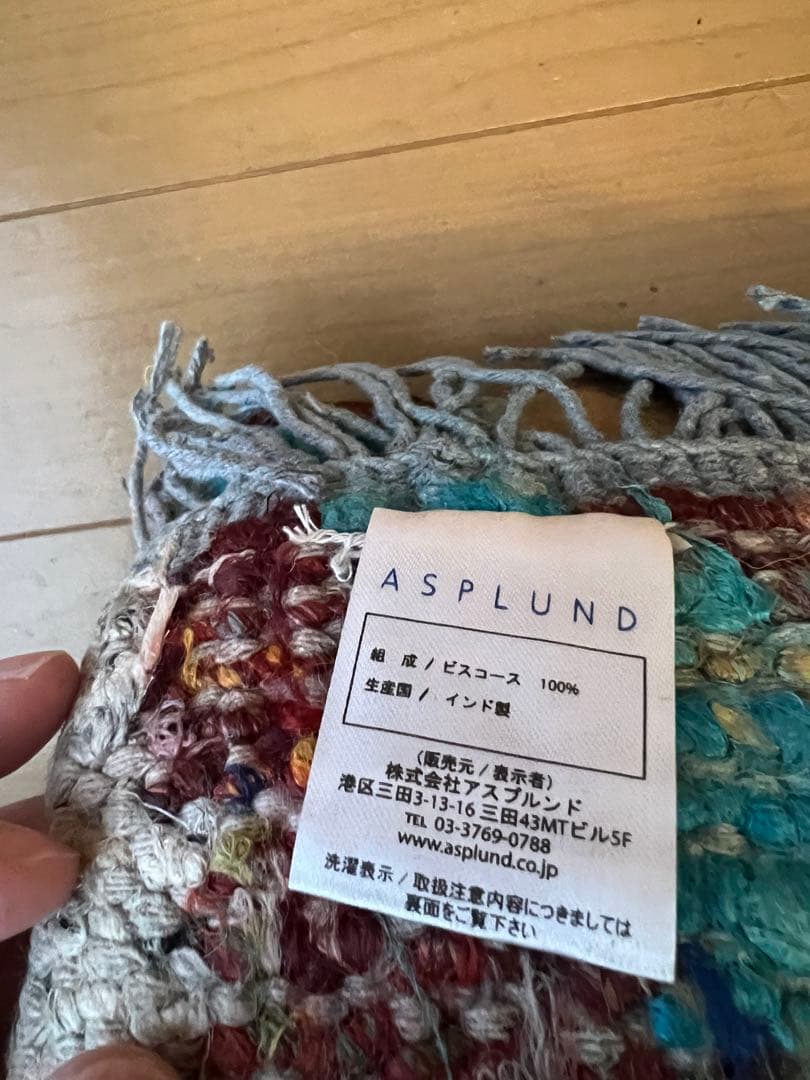 ASPLUND
組 成 / ビスコース 100%
生産国 / インド製
(販売元 / 表示者)
株式会社アスプルンド
港区三田3-13-16 三田43MTビル5F
TEL 03-3769-0788
www.asplund.co.jp
洗濯表示 / 取扱注意内容につきましては
裏面をご覧下さい